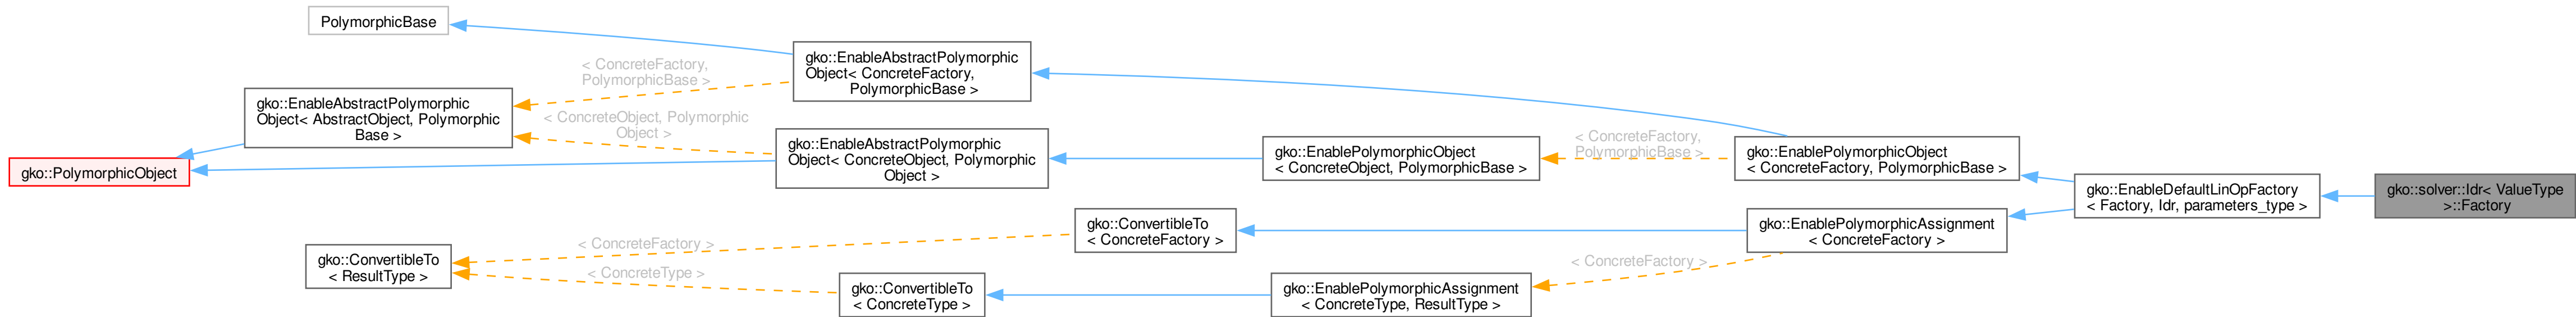 PolymorphicBase
gko::EnableAbstractPolymorphic
Object< ConcreteFactory,
PolymorphicBase >
< ConcreteFactory,
PolymorphicBase >
gko::EnableAbstractPolymorphic
Object< AbstractObject, Polymorphic
Base >
< ConcreteObject, Polymorphic
Object >
gko::PolymorphicObject
gko::EnableAbstractPolymorphic
Object< ConcreteObject, Polymorphic
Object >
gko::EnablePolymorphicObject
< ConcreteObject, PolymorphicBase >
< ConcreteFactory,
PolymorphicBase >
gko::EnablePolymorphicObject
< ConcreteFactory, PolymorphicBase >
gko::EnableDefaultLinOpFactory
< Factory, Idr, parameters_type >
gko::solver::Idr< ValueType
>::Factory
gko::ConvertibleTo
< ConcreteFactory >
gko::EnablePolymorphicAssignment
< ConcreteFactory >
gko::ConvertibleTo
< ResultType >
< ConcreteFactory >
< ConcreteType >
gko::ConvertibleTo
< ConcreteType >
gko::EnablePolymorphicAssignment
< ConcreteType, ResultType >
< ConcreteFactory >